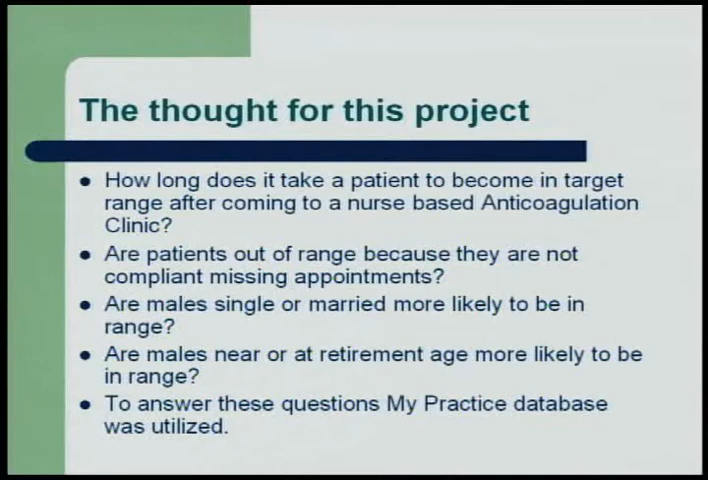 The thought for this project
How long does it take a patient to become in target
range after coming to a nurse based Anticoagulation
Clinic?
Are patients out of range because they are not
compliant missing appointments?
Are males single or married more likely to be in
range?
Are males near or at retirement age more likely to be
in range?
To answer these questions My Practice database
was utilized.